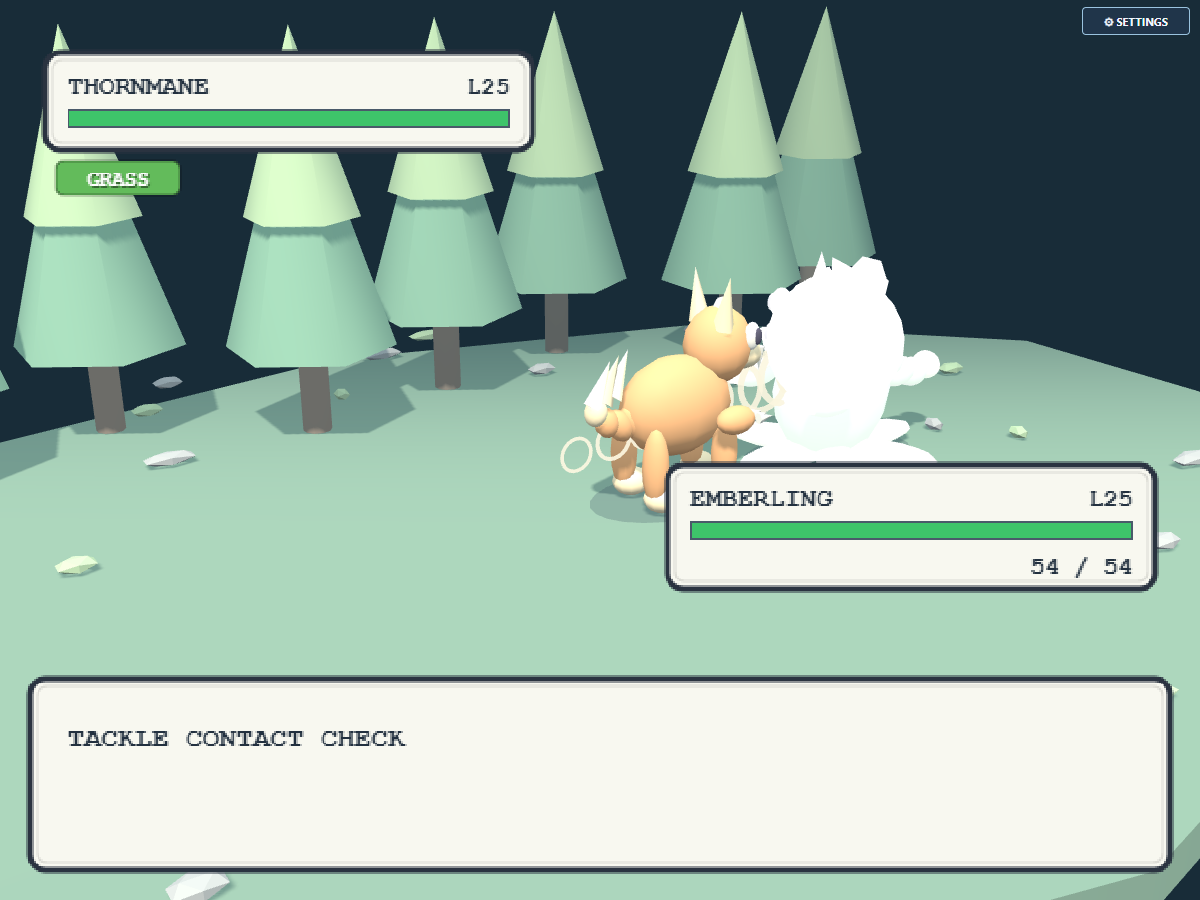 ⚙ SETTINGS
THORNMANE L25
GRASS
EMBERLING L25
54 / 54
TACKLE CONTACT CHECK